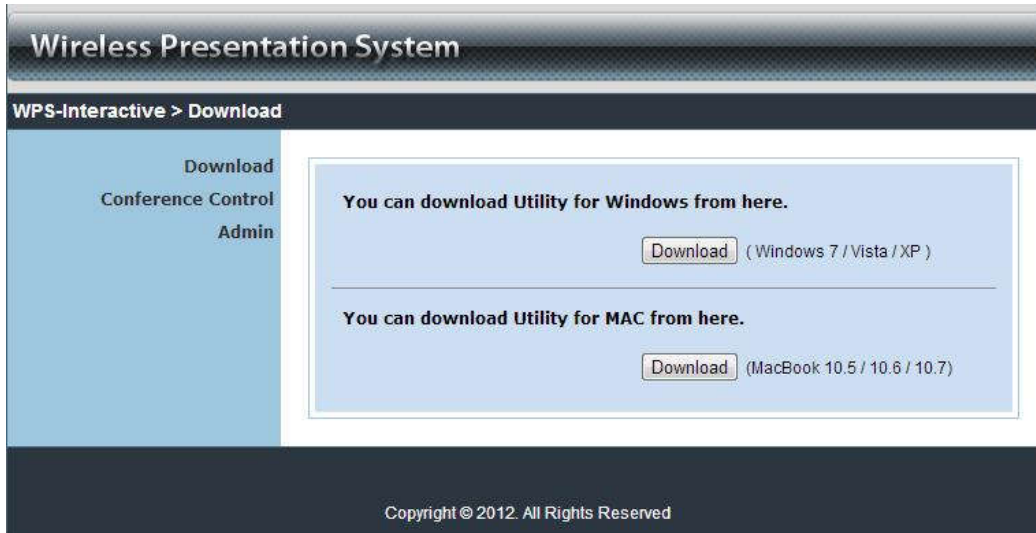 Wireless Presentation System
WPS-Interactive > Download
Download
Conference Control
Admin
You can download Utility for Windows from here.
Download ( Windows 7 / Vista / XP )
You can download Utility for MAC from here.
Download (MacBook 10.5 / 10.6 / 10.7)
Copyright © 2012. All Rights Reserved